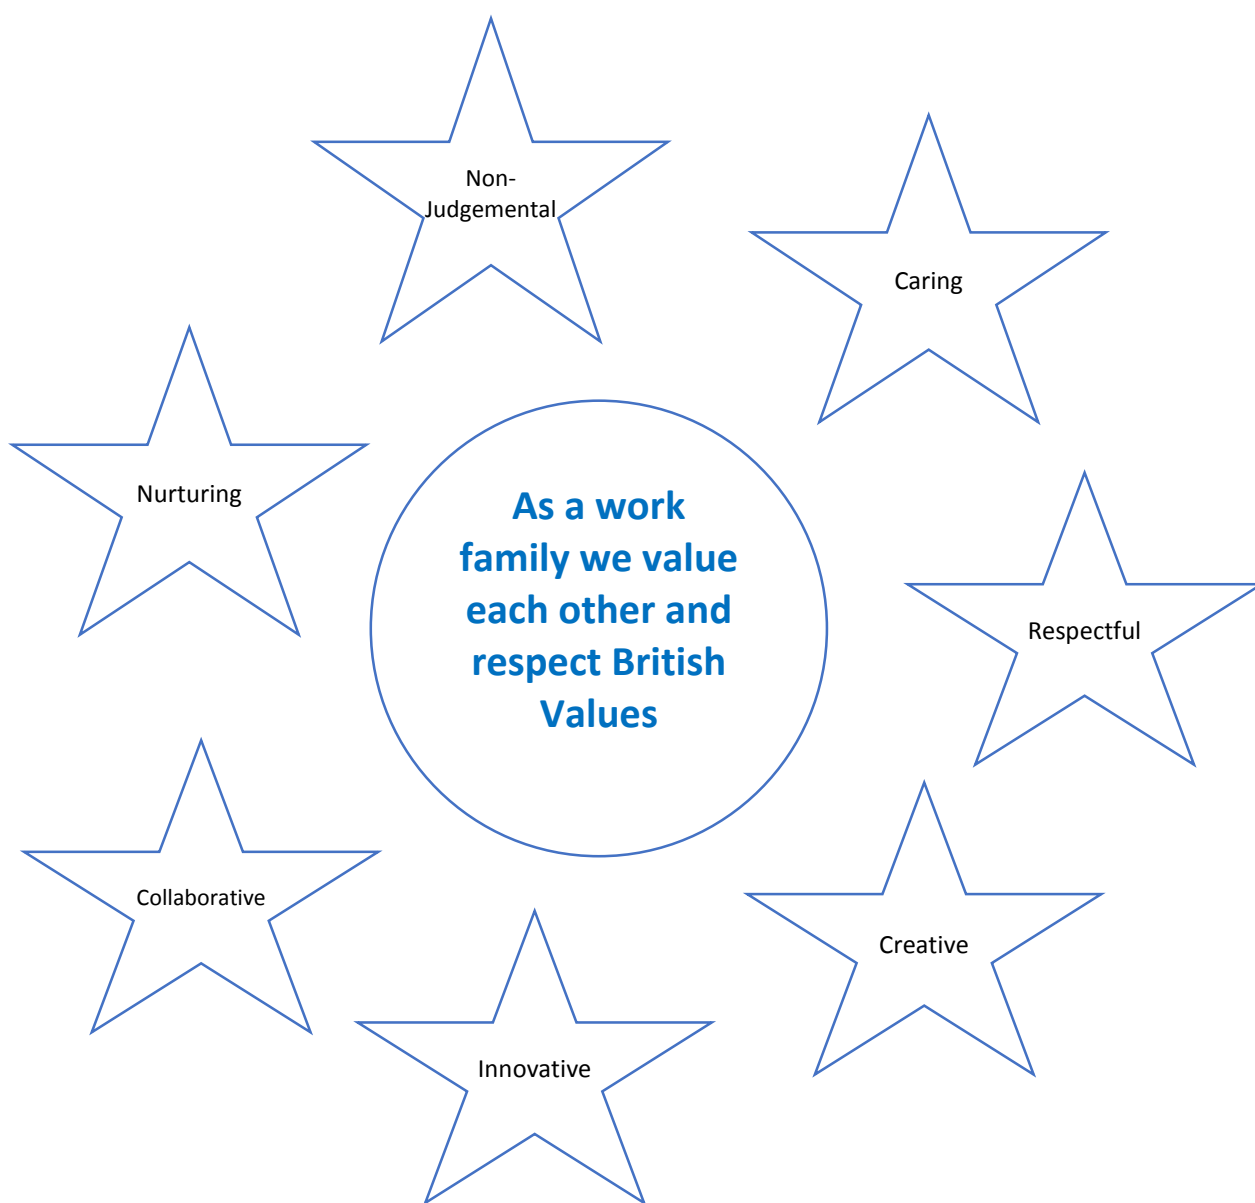 Non-
Judgemental
Caring
Nurturing
As a work
family we value
each other and
respect British
Values
Respectful
Collaborative
Creative
Innovative